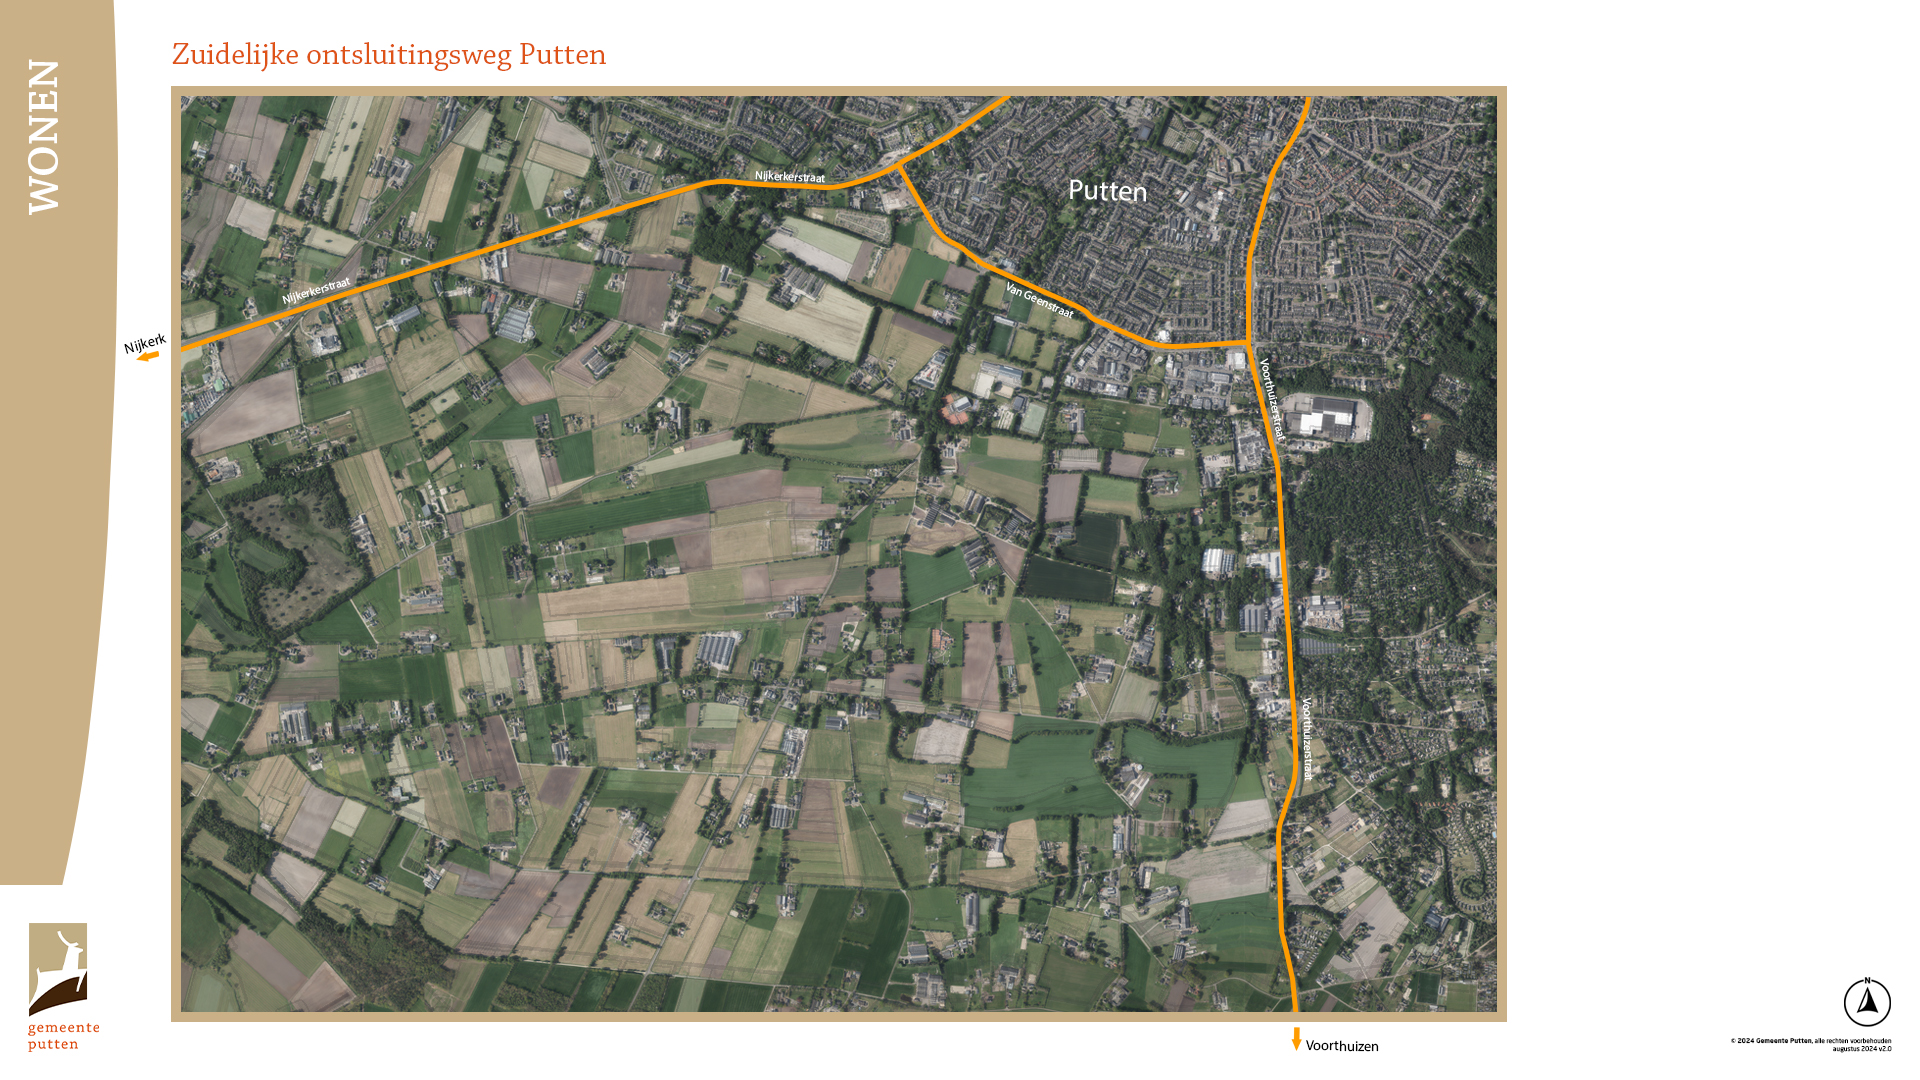 WONEN
Zuidelijke ontsluitingsweg Putten
Nijkerkerstraat
Putten
Nijkerkerstraat
Van Geenstraat
Nijkerk
Voorthuizerstraat
Voorthuizerstraat
gemeente
putten
Voorthuizen
N
© 2024 Gemeente Putten, alle rechten voorbehouden
augustus 2024 v2.0